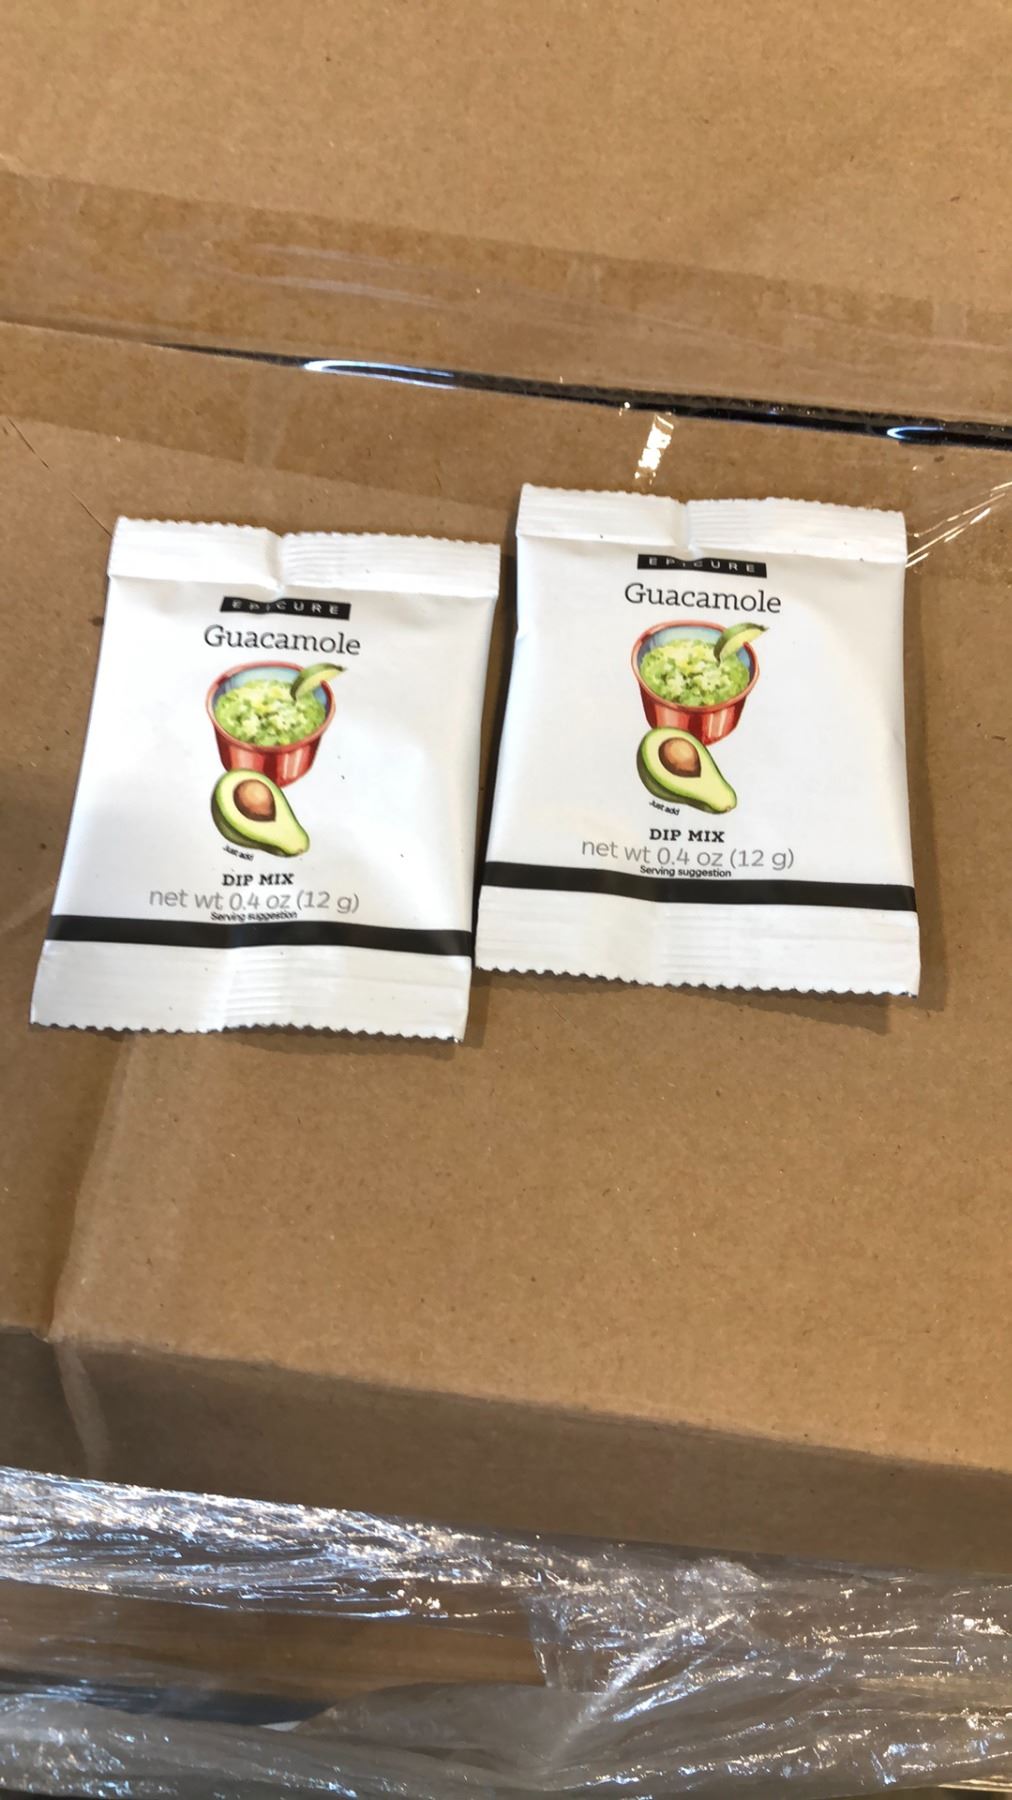 EPICURE
Guacamole
Just add
DIP MIX
net wt 0.4 oz (12 g)
Serving suggestion
EPICURE
Guacamole
Just add
DIP MIX
net wt 0.4 oz (12 g)
Serving suggestion